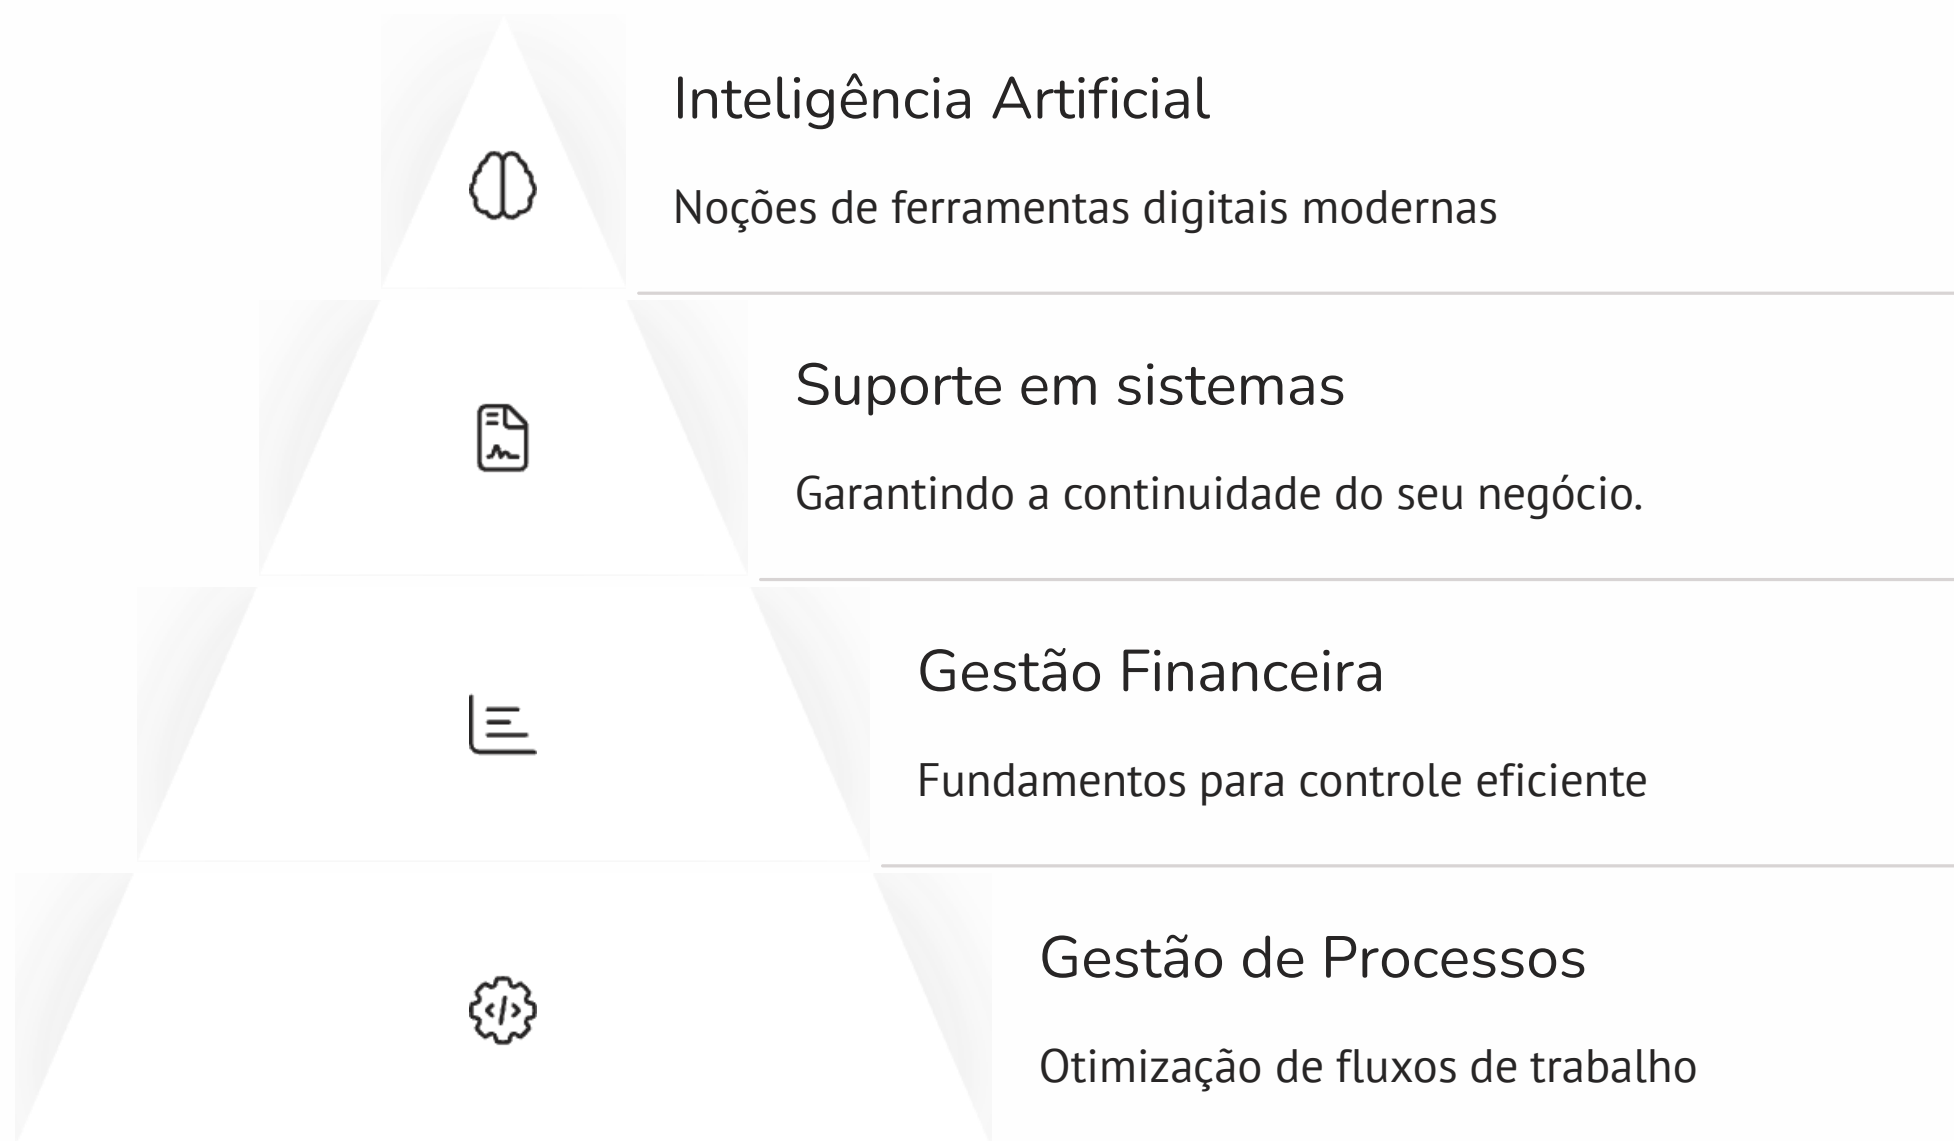 Inteligência Artificial
Noções de ferramentas digitais modernas
Suporte em sistemas
Garantindo a continuidade do seu negócio.
Gestão Financeira
Fundamentos para controle eficiente
Gestão de Processos
Otimização de fluxos de trabalho